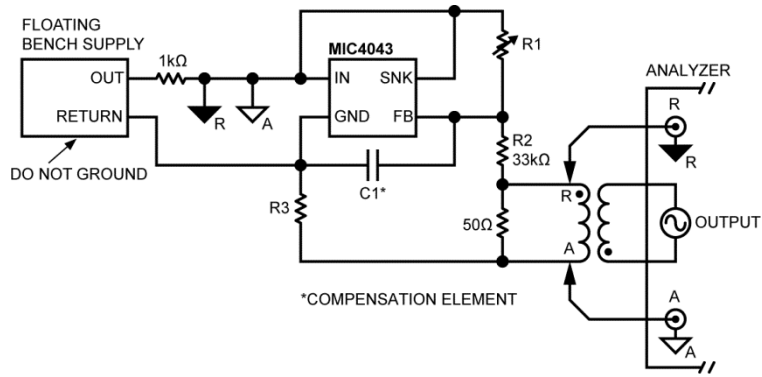 FLOATING
BENCH SUPPLY
OUT
RETURN
DO NOT GROUND
1kΩ
R
A
MIC4043
IN
SNK
GND
FB
C1*
R1
R2
33kΩ
R3
50Ω
R
A
*COMPENSATION ELEMENT
ANALYZER
R
R
OUTPUT
A
A